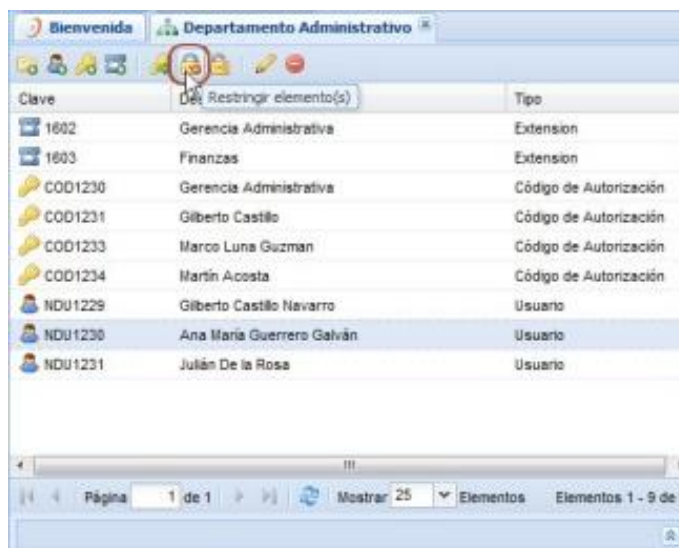 Bienvenida Departamento Administrativo
Restringir elemento(s)
Clave Tipo
1602 Gerencia Administrativa Extension
1603 Finanzas Extension
COD1230 Gerencia Administrativa Código de Autorización
COD1231 Gilberto Castillo Código de Autorización
COD1233 Marco Luna Guzman Código de Autorización
COD1234 Martín Acosta Código de Autorización
NDU1229 Gilberto Castillo Navarro Usuario
NDU1230 Ana María Guerrero Galván Usuario
NDU1231 Julián De la Rosa Usuario
Página 1 de 1 Mostrar 25 Elementos Elementos 1 - 9 de